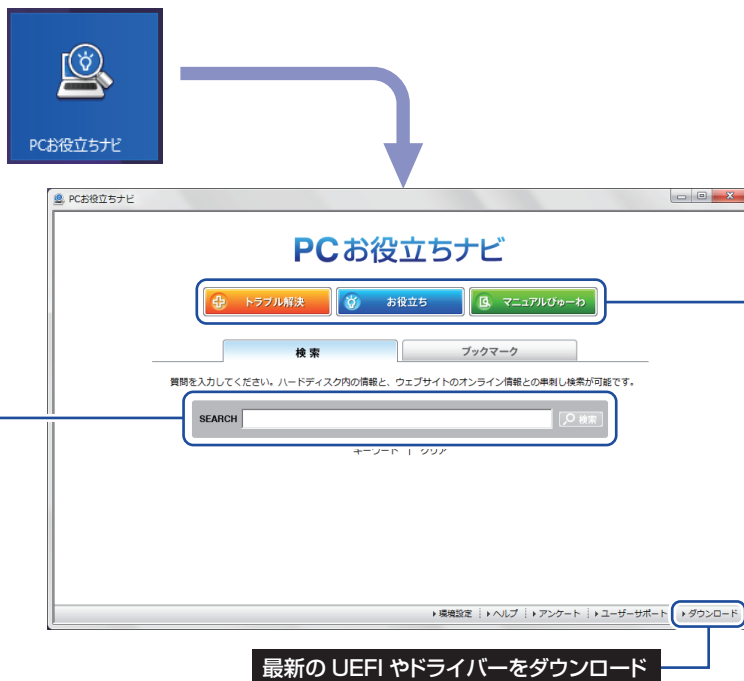 PCお役立ちナビ
PCお役立ちナビ
PCお役立ちナビ
トラブル解決 お役立ち マニュアルびゅーわ
検索 ブックマーク
質問を入力してください。ハードディスク内の情報と、ウェブサイトのオンライン情報との串刺し検索が可能です。
SEARCH 検索
キーワード | クリア
環境設定 ヘルプ アンケート ユーザーサポート ダウンロード
最新の UEFI やドライバーをダウンロード